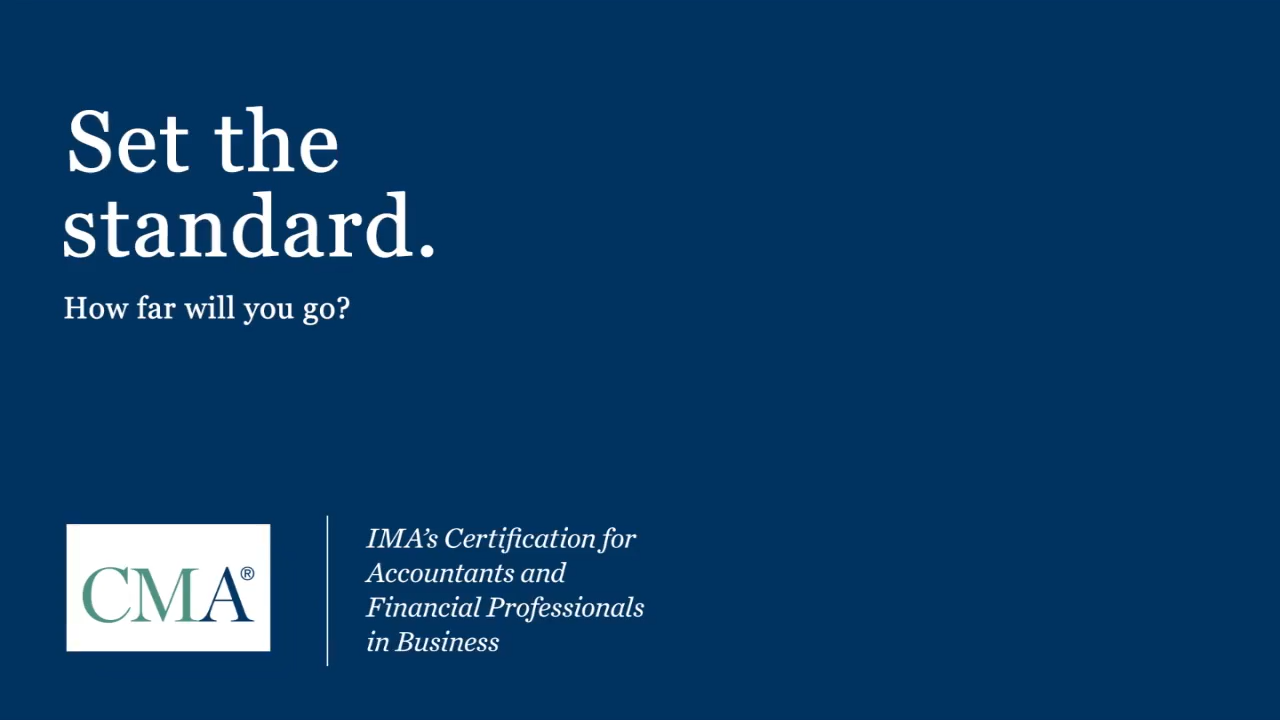 Set the
standard.
How far will you go?
CMA®
IMA's Certification for
Accountants and
Financial Professionals
in Business